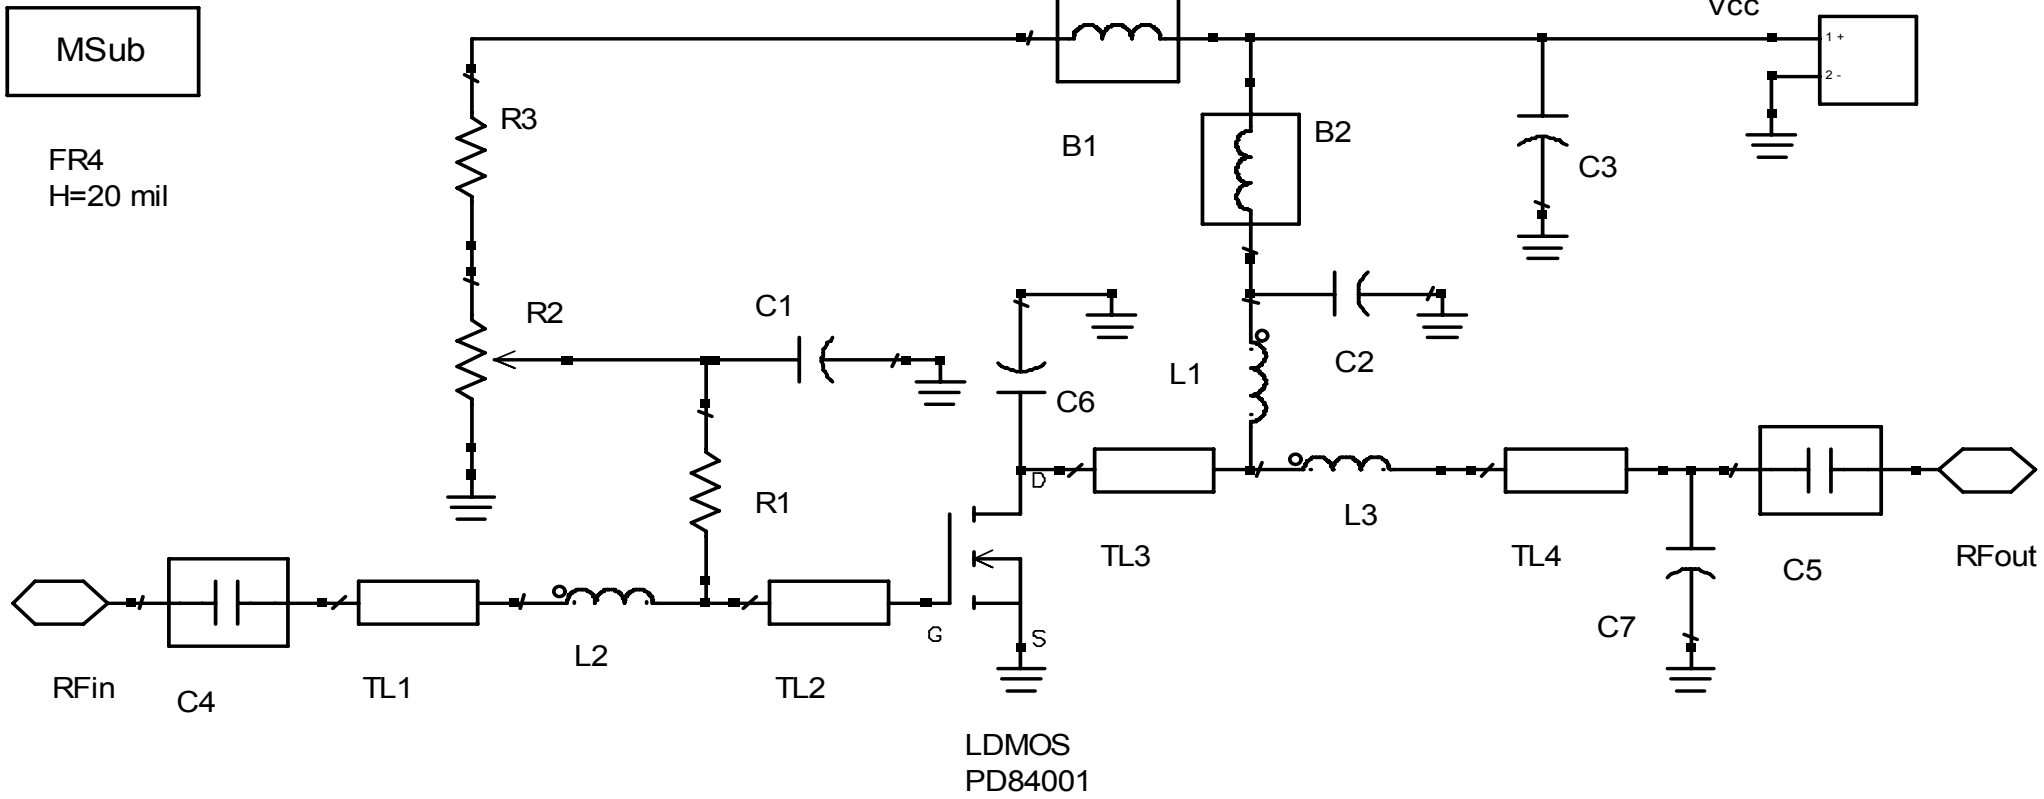 Vcc
MSub
1 +
2 -
R3
B1
B2
C3
FR4
H=20 mil
R2
C1
L1
C2
C6
D
R1
L3
TL3
TL4
C5
RFout
G
S
C7
L2
RFin
C4
TL1
TL2
LDMOS
PD84001